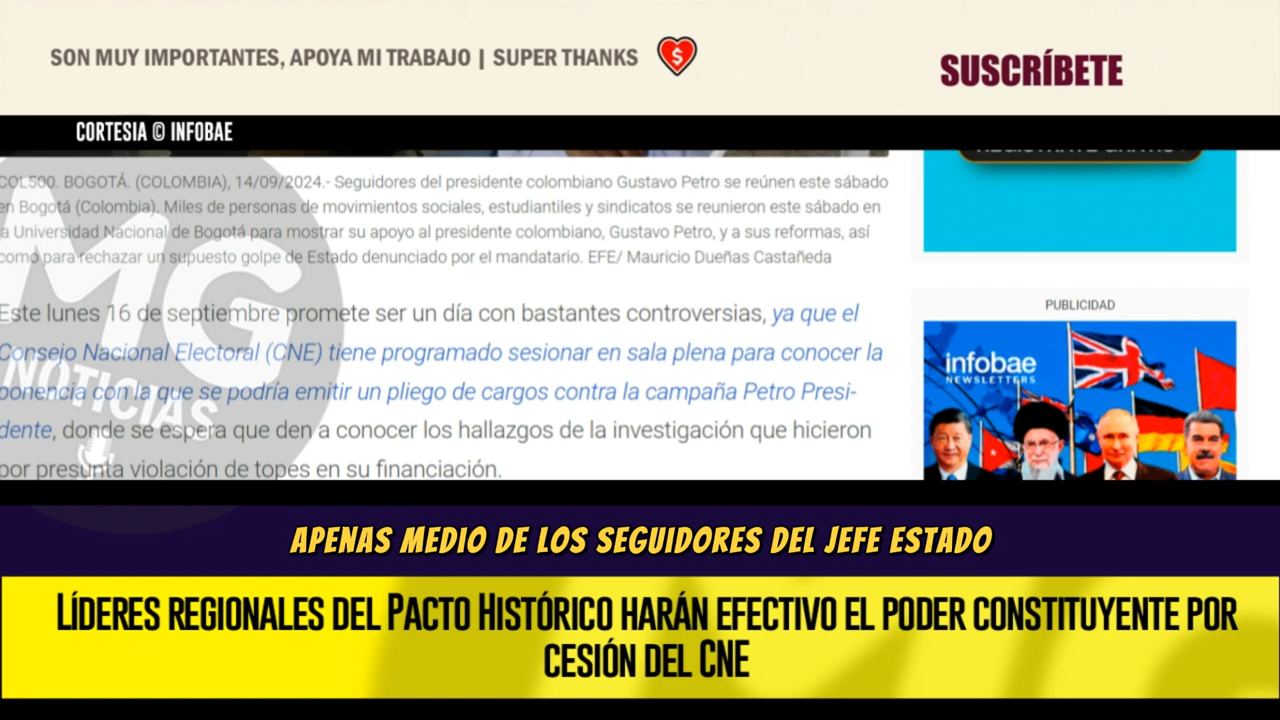 SON MUY IMPORTANTES, APOYA MI TRABAJO | SUPER THANKS
SUSCRÍBETE
CORTESIA © INFOBAE
COL500. BOGOTÁ. (COLOMBIA), 14/09/2024.- Seguidores del presidente colombiano Gustavo Petro se reúnen este sábado
en Bogotá (Colombia). Miles de personas de movimientos sociales, estudiantiles y sindicatos se reunieron este sábado en
la Universidad Nacional de Bogotá para mostrar su apoyo al presidente colombiano, Gustavo Petro, y a sus reformas, así
como para rechazar un supuesto golpe de Estado denunciado por el mandatario. EFE/ Mauricio Dueñas Castañeda
Este lunes 16 de septiembre promete ser un día con bastantes controversias, ya que el
Consejo Nacional Electoral (CNE) tiene programado sesionar en sala plena para conocer la
ponencia con la que se podría emitir un pliego de cargos contra la campaña Petro Presi-
dente, donde se espera que den a conocer los hallazgos de la investigación que hicieron
por presunta violación de topes en su financiación.
MG
NOTICIAS
PUBLICIDAD
infobae
NEWSLETTERS
APENAS MEDIO DE LOS SEGUIDORES DEL JEFE ESTADO
LÍDERES REGIONALES DEL PACTO HISTÓRICO HARÁN EFECTIVO EL PODER CONSTITUYENTE POR
CESIÓN DEL CNE